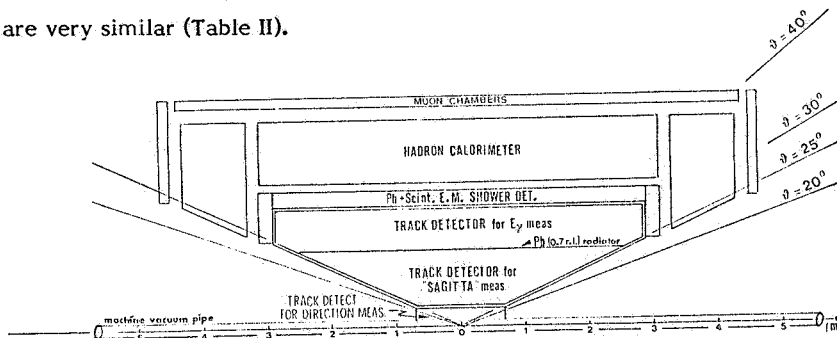 are very similar (Table II).
ϑ = 40°
MUON CHAMBERS
ϑ = 30°
HADRON CALORIMETER
ϑ = 25°
ϑ = 20°
Pb+Scint. E.M. SHOWER DET.
TRACK DETECTOR for Eγ meas
Pb (0.7 r.l.) radiator
TRACK DETECTOR for
"SAGITTA" meas.
TRACK DETECT
FOR DIRECTION MEAS.
machine vacuum pipe
5 4 3 2 1 0 1 2 3 4 5